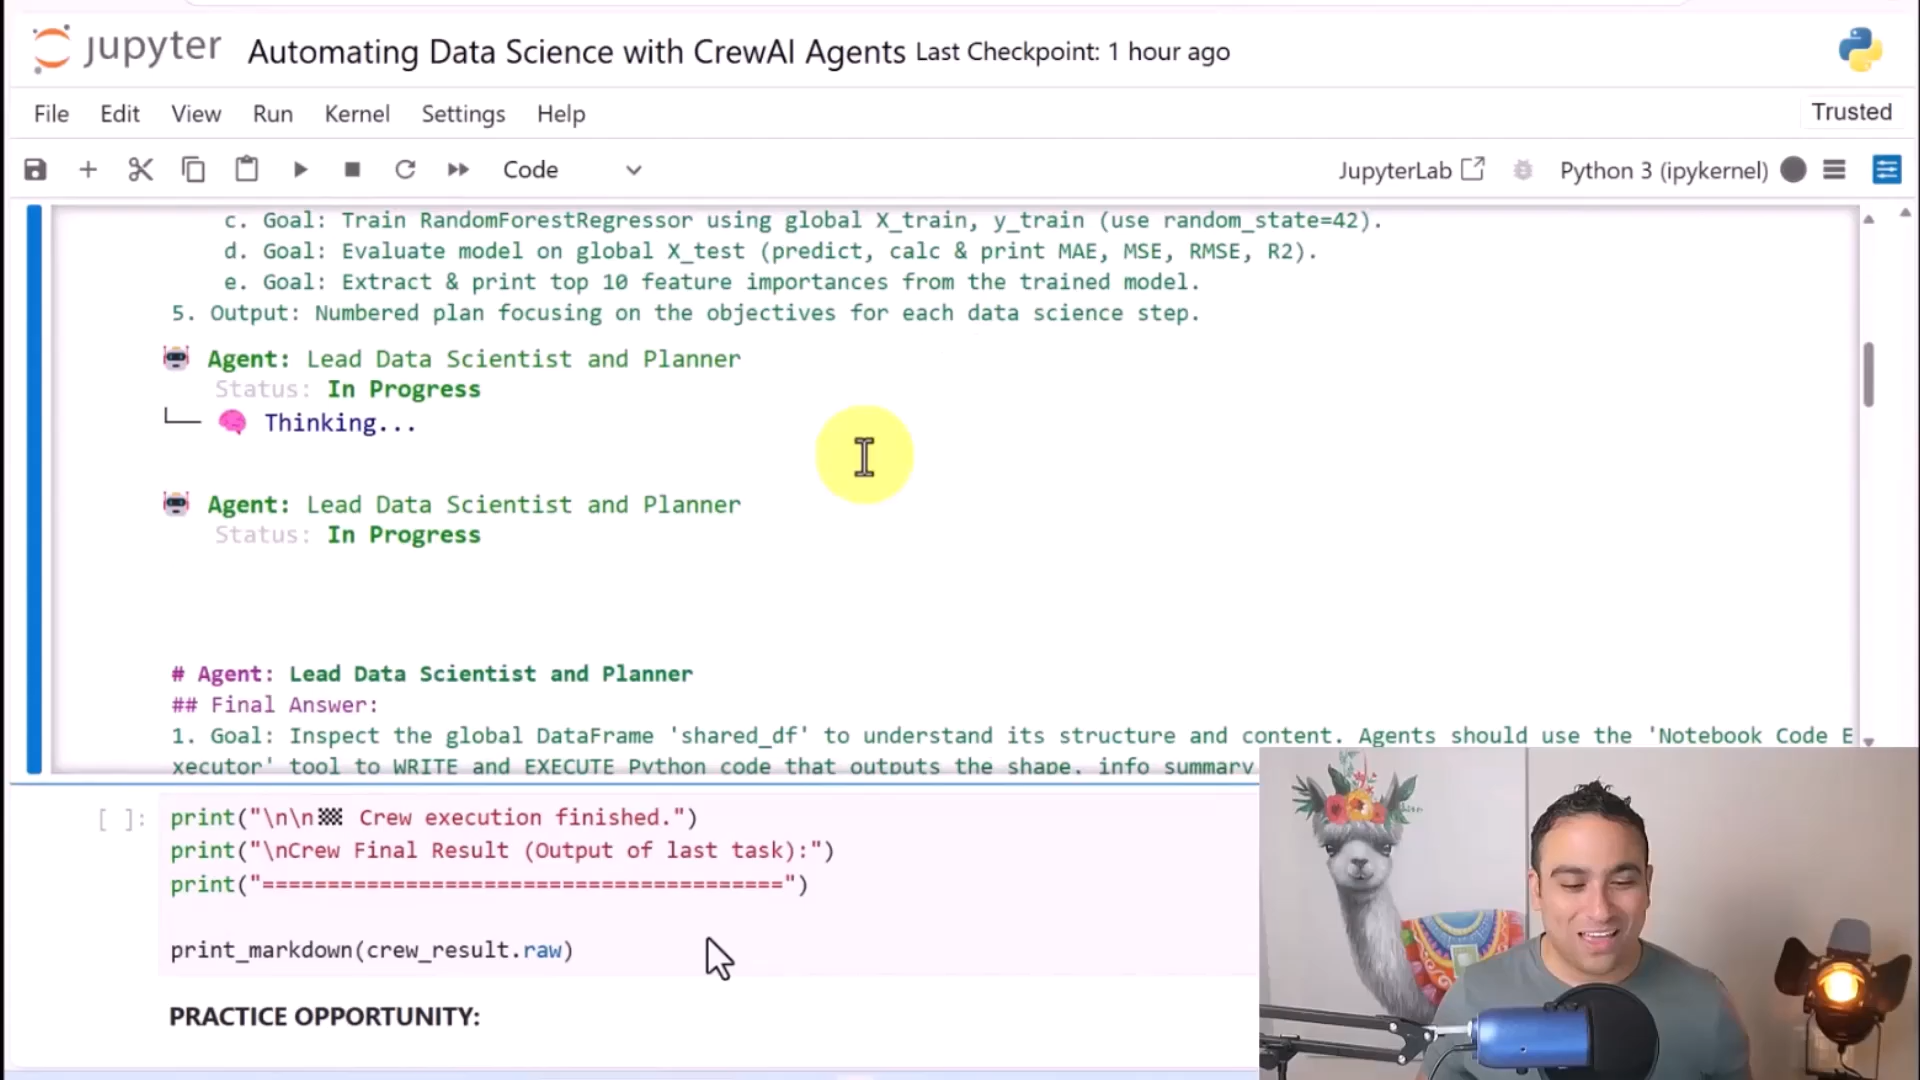 jupyter Automating Data Science with CrewAI Agents Last Checkpoint: 1 hour ago
File Edit View Run Kernel Settings Help Trusted
Code JupyterLab Python 3 (ipykernel)
c. Goal: Train RandomForestRegressor using global X_train, y_train (use random_state=42).
d. Goal: Evaluate model on global X_test (predict, calc & print MAE, MSE, RMSE, R2).
e. Goal: Extract & print top 10 feature importances from the trained model.
5. Output: Numbered plan focusing on the objectives for each data science step.
🤖 Agent: Lead Data Scientist and Planner
Status: In Progress
└── 🧠 Thinking...
🤖 Agent: Lead Data Scientist and Planner
Status: In Progress
# Agent: Lead Data Scientist and Planner
## Final Answer:
1. Goal: Inspect the global DataFrame 'shared_df' to understand its structure and content. Agents should use the 'Notebook Code E
xecutor' tool to WRITE and EXECUTE Python code that outputs the shape, info summary
[ ]: print("\n\n🏁 Crew execution finished.")
print("\nCrew Final Result (Output of last task):")
print("========================================")
print_markdown(crew_result.raw)
PRACTICE OPPORTUNITY: